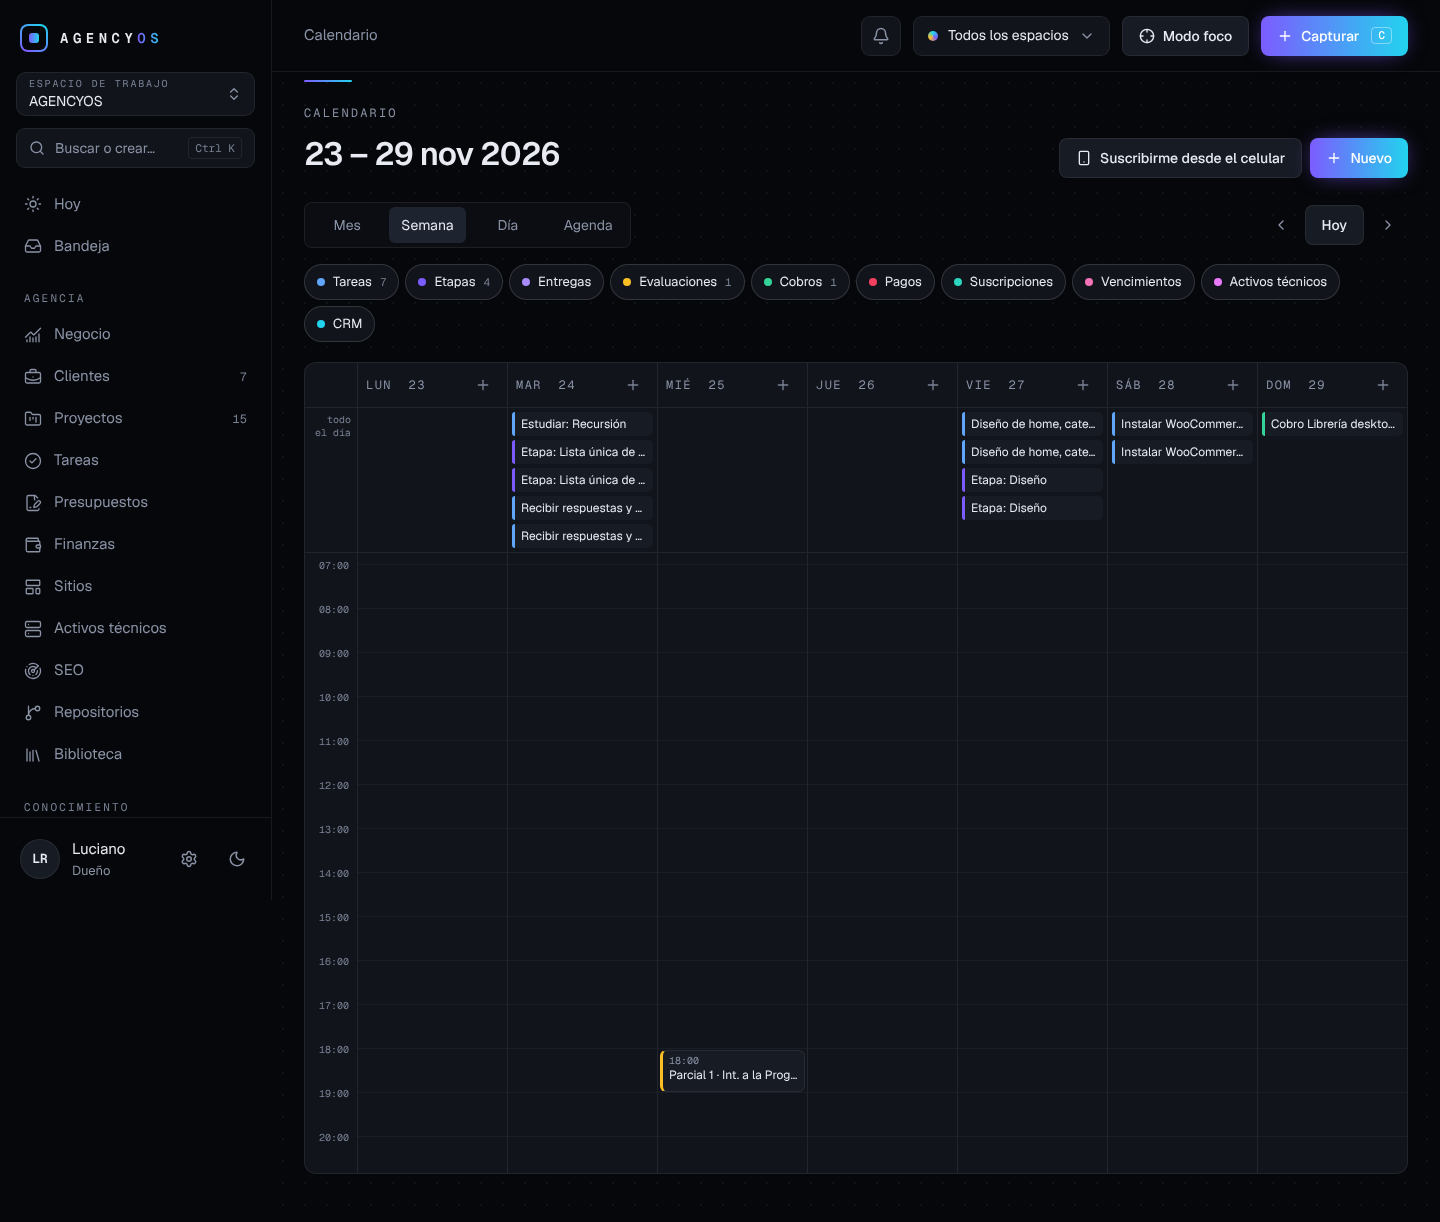 AGENCYOS
ESPACIO DE TRABAJO
AGENCYOS
Buscar o crear...
Ctrl K
Hoy
Bandeja
AGENCIA
Negocio
Clientes 7
Proyectos 15
Tareas
Presupuestos
Finanzas
Sitios
Activos técnicos
SEO
Repositorios
Biblioteca
CONOCIMIENTO
LR
Luciano
Dueño
Calendario
Todos los espacios
Modo foco
Capturar C
CALENDARIO
23 – 29 nov 2026
Suscribirme desde el celular
Nuevo
Mes Semana Día Agenda
Hoy
Tareas 7 Etapas 4 Entregas Evaluaciones 1 Cobros 1 Pagos Suscripciones Vencimientos Activos técnicos
CRM
LUN 23 MAR 24 MIÉ 25 JUE 26 VIE 27 SÁB 28 DOM 29
todo
el día
Estudiar: Recursión
Etapa: Lista única de ...
Etapa: Lista única de ...
Recibir respuestas y ...
Recibir respuestas y ...
Diseño de home, cate...
Diseño de home, cate...
Etapa: Diseño
Etapa: Diseño
Instalar WooCommer...
Instalar WooCommer...
Cobro Librería deskto...
07:00
08:00
09:00
10:00
11:00
12:00
13:00
14:00
15:00
16:00
17:00
18:00
18:00
Parcial 1 · Int. a la Prog...
19:00
20:00